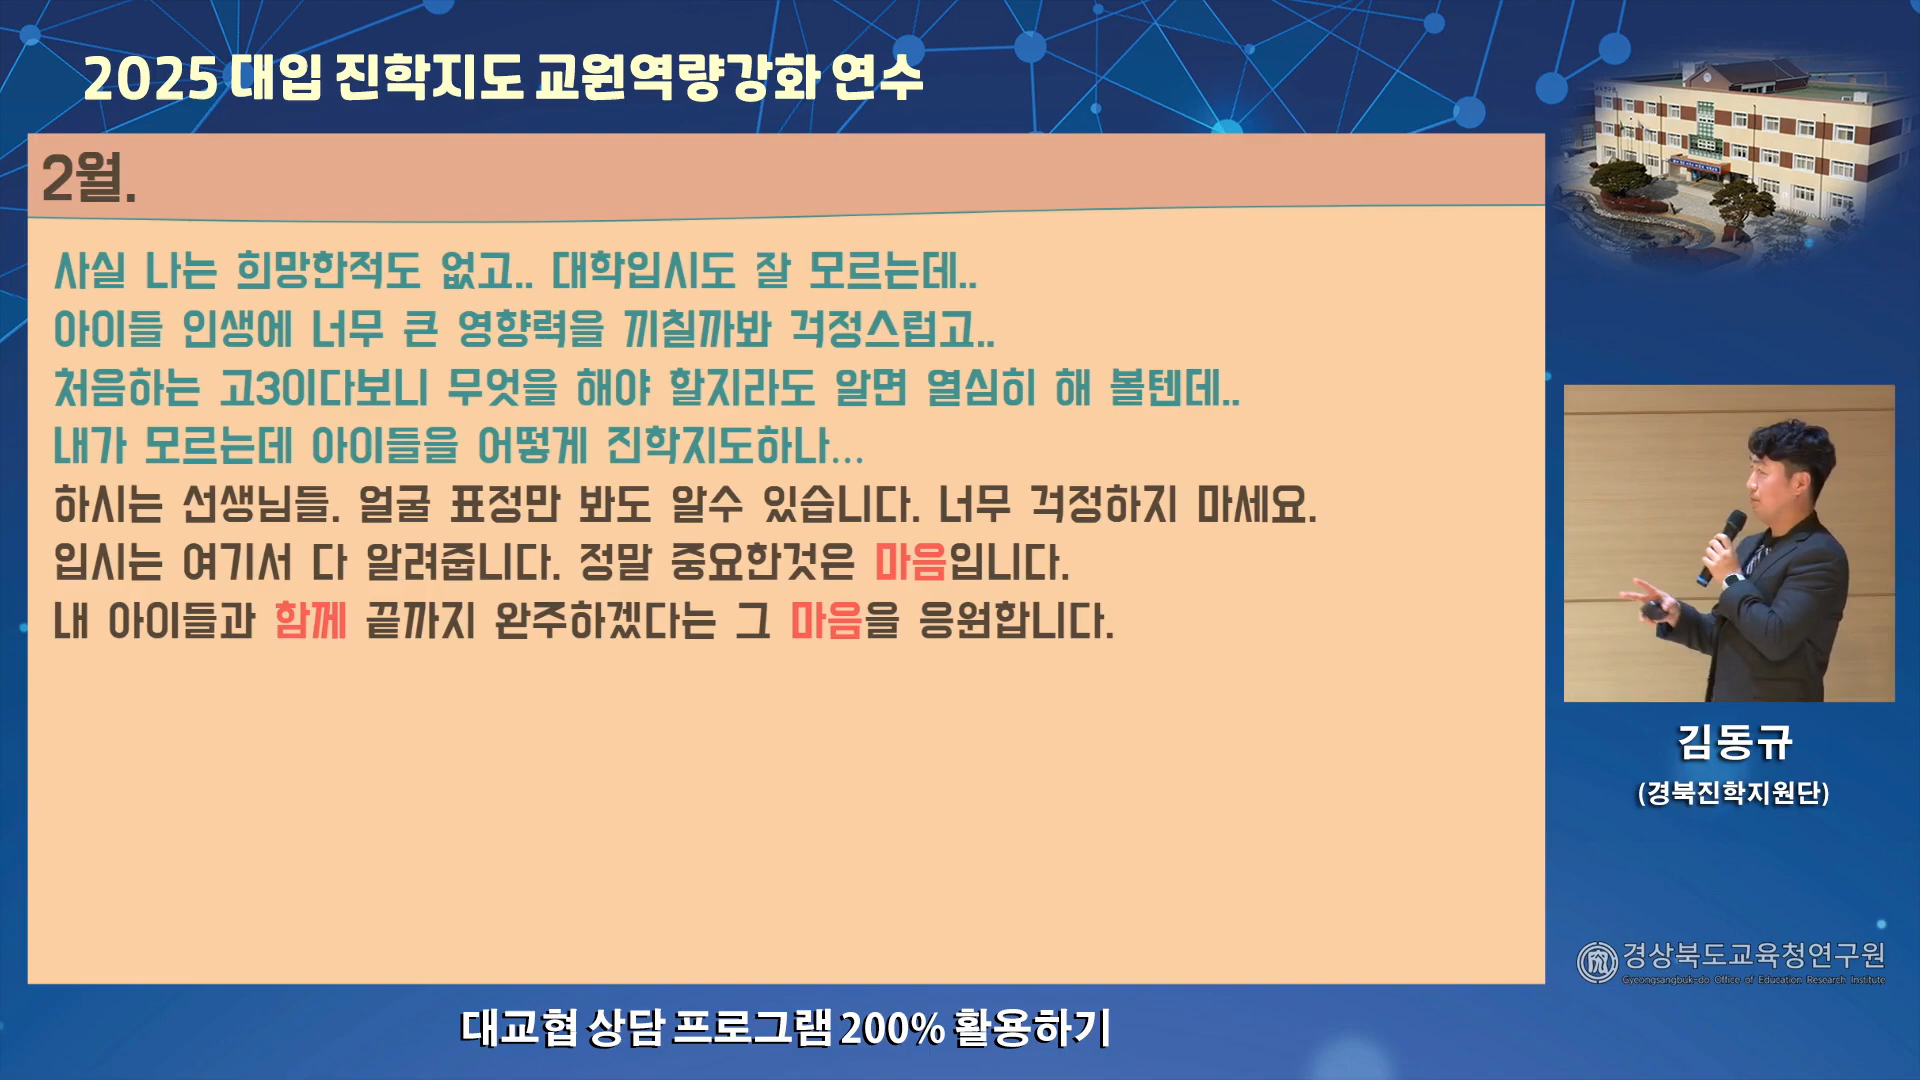 2025 대입 진학지도 교원역량강화 연수
2월.
사실 나는 희망한적도 없고.. 대학입시도 잘 모르는데..
아이들 인생에 너무 큰 영향력을 끼칠까봐 걱정스럽고..
처음하는 고3이다보니 무엇을 해야 할지라도 알면 열심히 해 볼텐데..
내가 모르는데 아이들을 어떻게 진학지도하나...
하시는 선생님들. 얼굴 표정만 봐도 알수 있습니다. 너무 걱정하지 마세요.
입시는 여기서 다 알려줍니다. 정말 중요한것은 마음입니다.
내 아이들과 함께 끝까지 완주하겠다는 그 마음을 응원합니다.
김동규
(경북진학지원단)
경상북도교육청연구원
Gyeongsangbuk-do Office of Education Research Institute
대교협 상담 프로그램 200% 활용하기